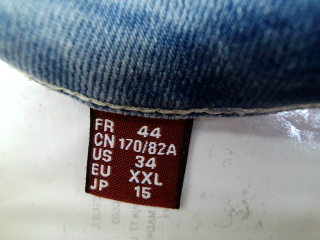 FR 44
CN 170/82A
US 34
EU XXL
JP 15